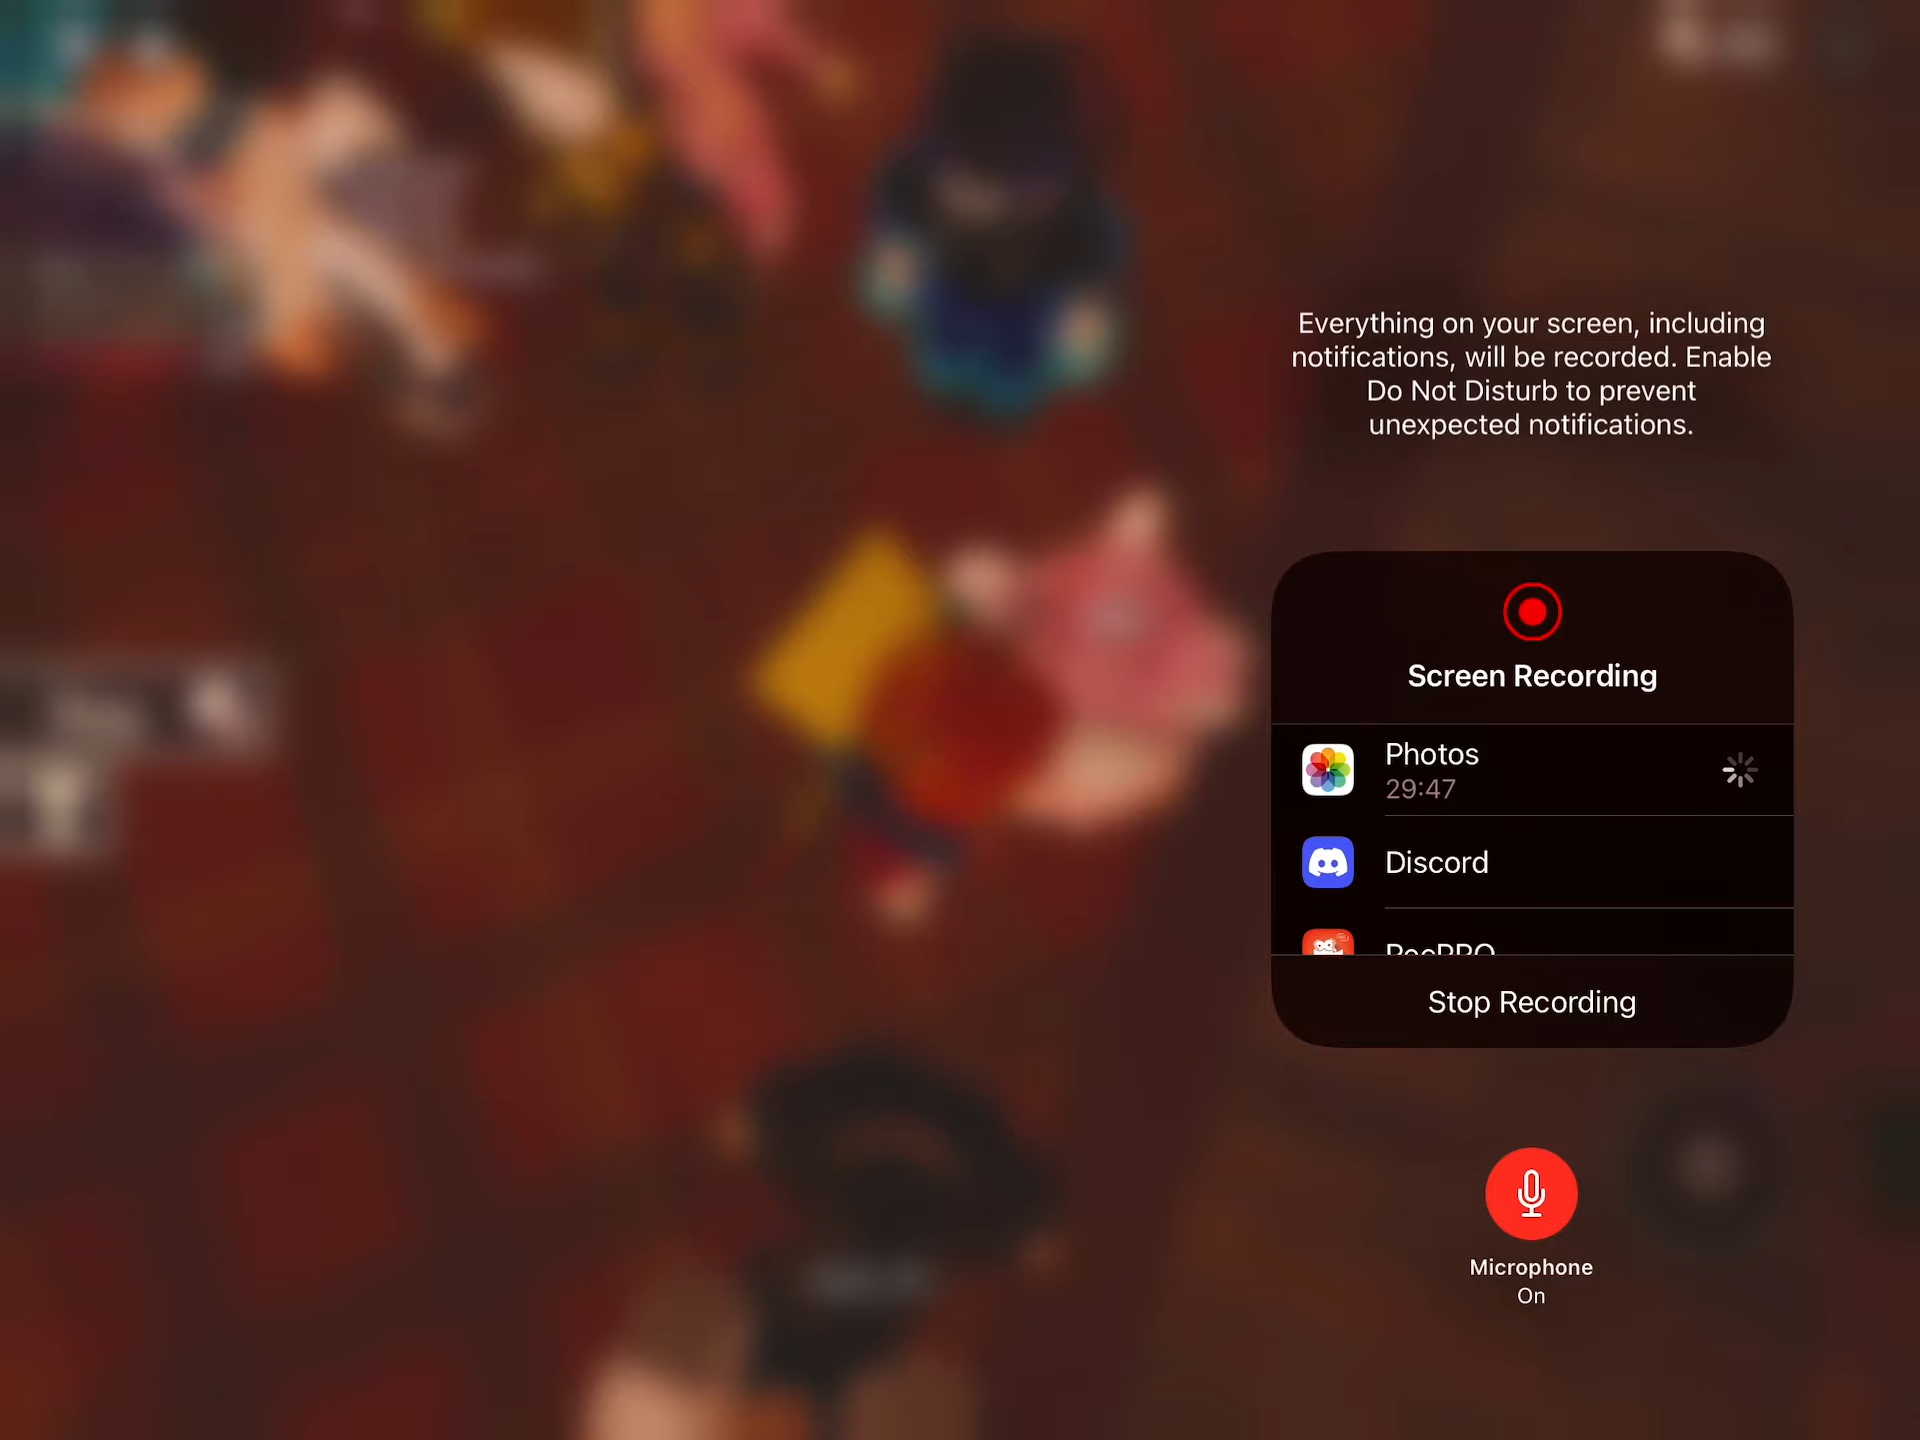 Everything on your screen, including
notifications, will be recorded. Enable
Do Not Disturb to prevent
unexpected notifications.
Screen Recording
Photos
29:47
Discord
RecPRO
Stop Recording
Microphone
On